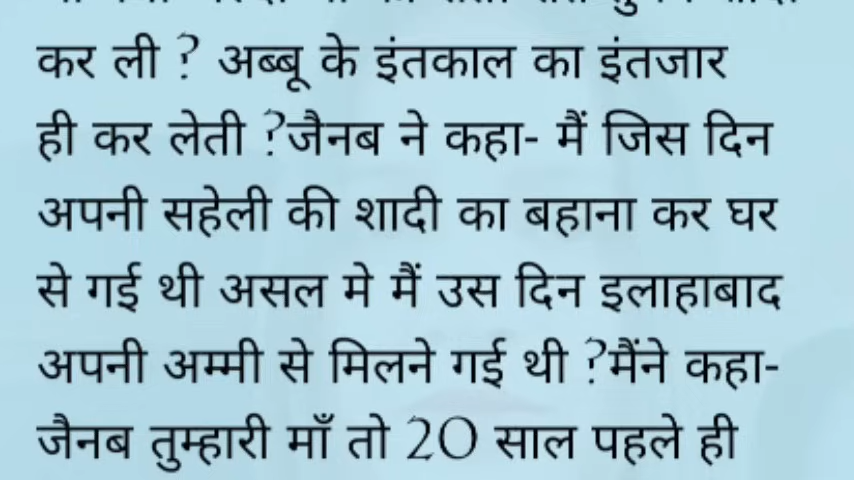 कर ली ? अब्बू के इंतकाल का इंतजार
ही कर लेती ?जैनब ने कहा- मैं जिस दिन
अपनी सहेली की शादी का बहाना कर घर
से गई थी असल मे मैं उस दिन इलाहाबाद
अपनी अम्मी से मिलने गई थी ?मैंने कहा-
जैनब तुम्हारी माँ तो 20 साल पहले ही